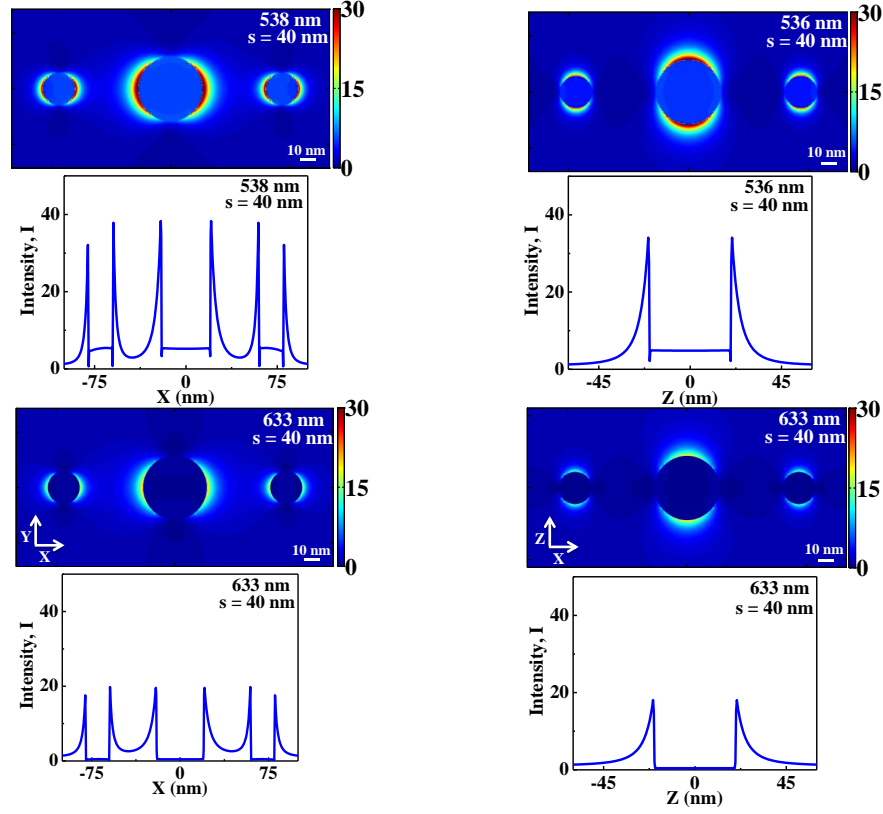 538 nm
s = 40 nm
30
15
0
10 nm
536 nm
s = 40 nm
30
15
0
10 nm
538 nm
s = 40 nm
Intensity, I
40
20
0
-75
0
75
X (nm)
536 nm
s = 40 nm
Intensity, I
40
20
0
-45
0
45
Z (nm)
633 nm
s = 40 nm
30
15
0
Y
X
10 nm
633 nm
s = 40 nm
30
15
0
Z
X
10 nm
633 nm
s = 40 nm
Intensity, I
40
20
0
-75
0
75
X (nm)
633 nm
s = 40 nm
Intensity, I
40
20
0
-45
0
45
Z (nm)